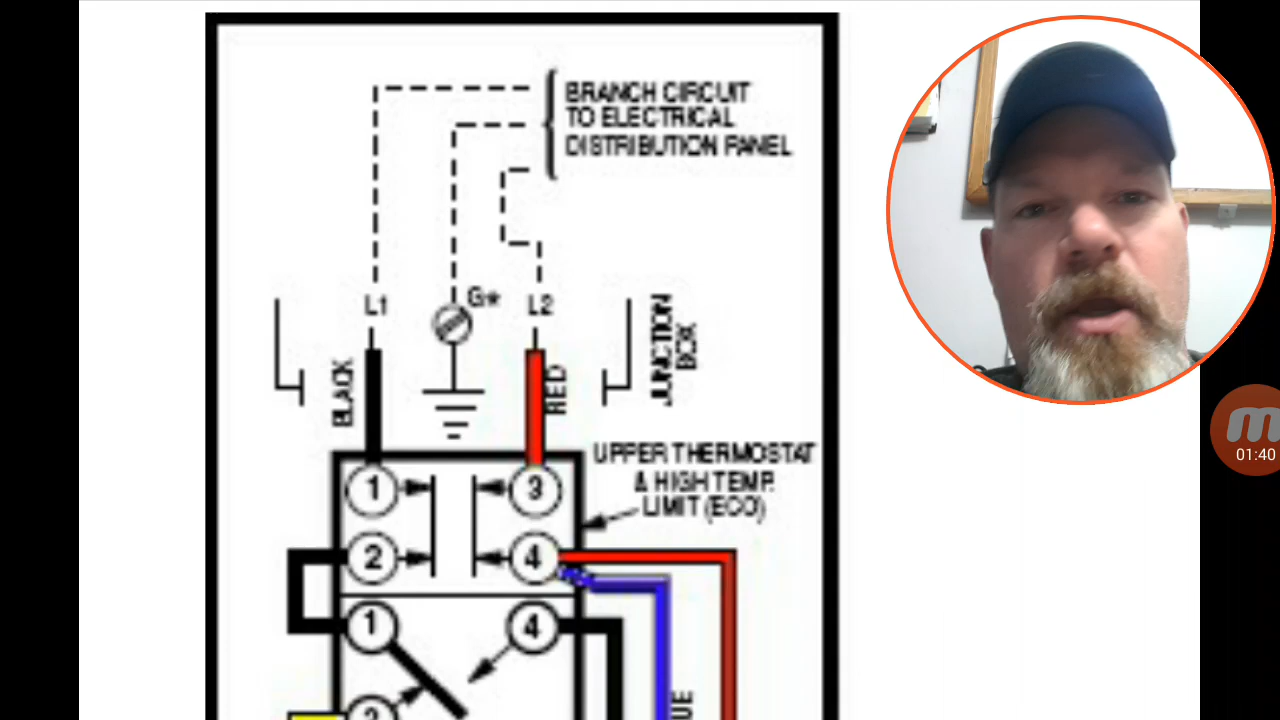 BRANCH CIRCUIT
TO ELECTRICAL
DISTRIBUTION PANEL
L1
G*
L2
BLACK
RED
JUNCTION
BOX
UPPER THERMOSTAT
& HIGH TEMP.
LIMIT (ECO)
1
3
2
4
1
4
m
01:40